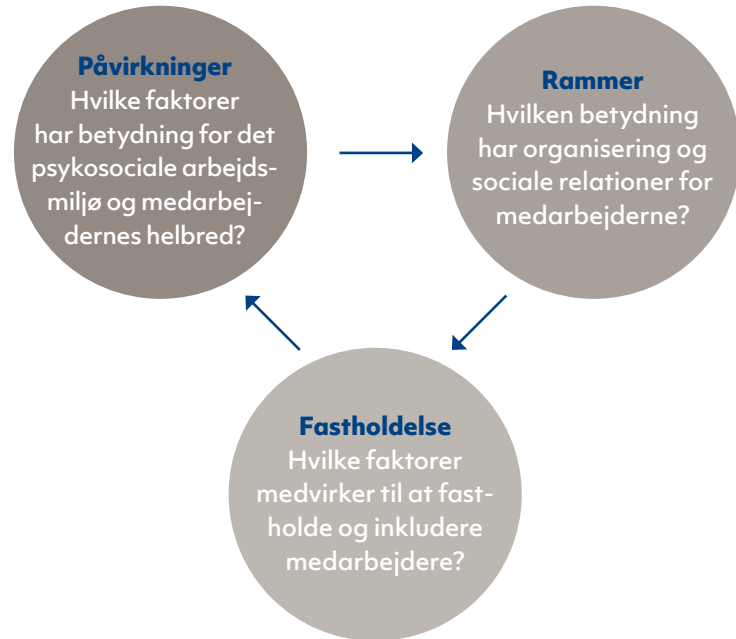 Påvirkninger
Hvilke faktorer
har betydning for det
psykosociale arbejds-
miljø og medarbej-
dernes helbred?
Rammer
Hvilken betydning
har organisering og
sociale relationer for
medarbejderne?
Fastholdelse
Hvilke faktorer
medvirker til at fast-
holde og inkludere
medarbejdere?